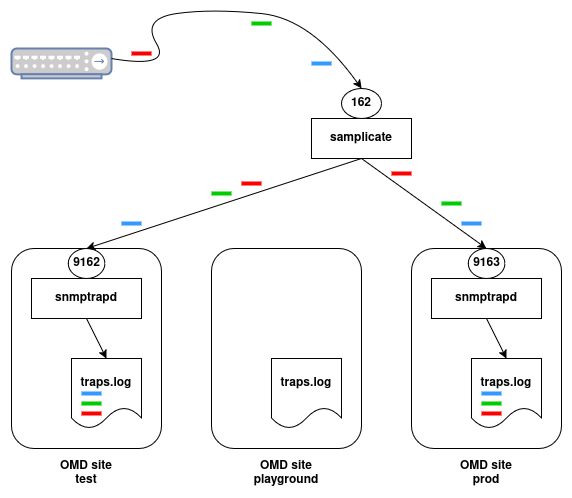 162
samplicate
9162
9163
snmptrapd
snmptrapd
traps.log
traps.log
traps.log
OMD site
test
OMD site
playground
OMD site
prod